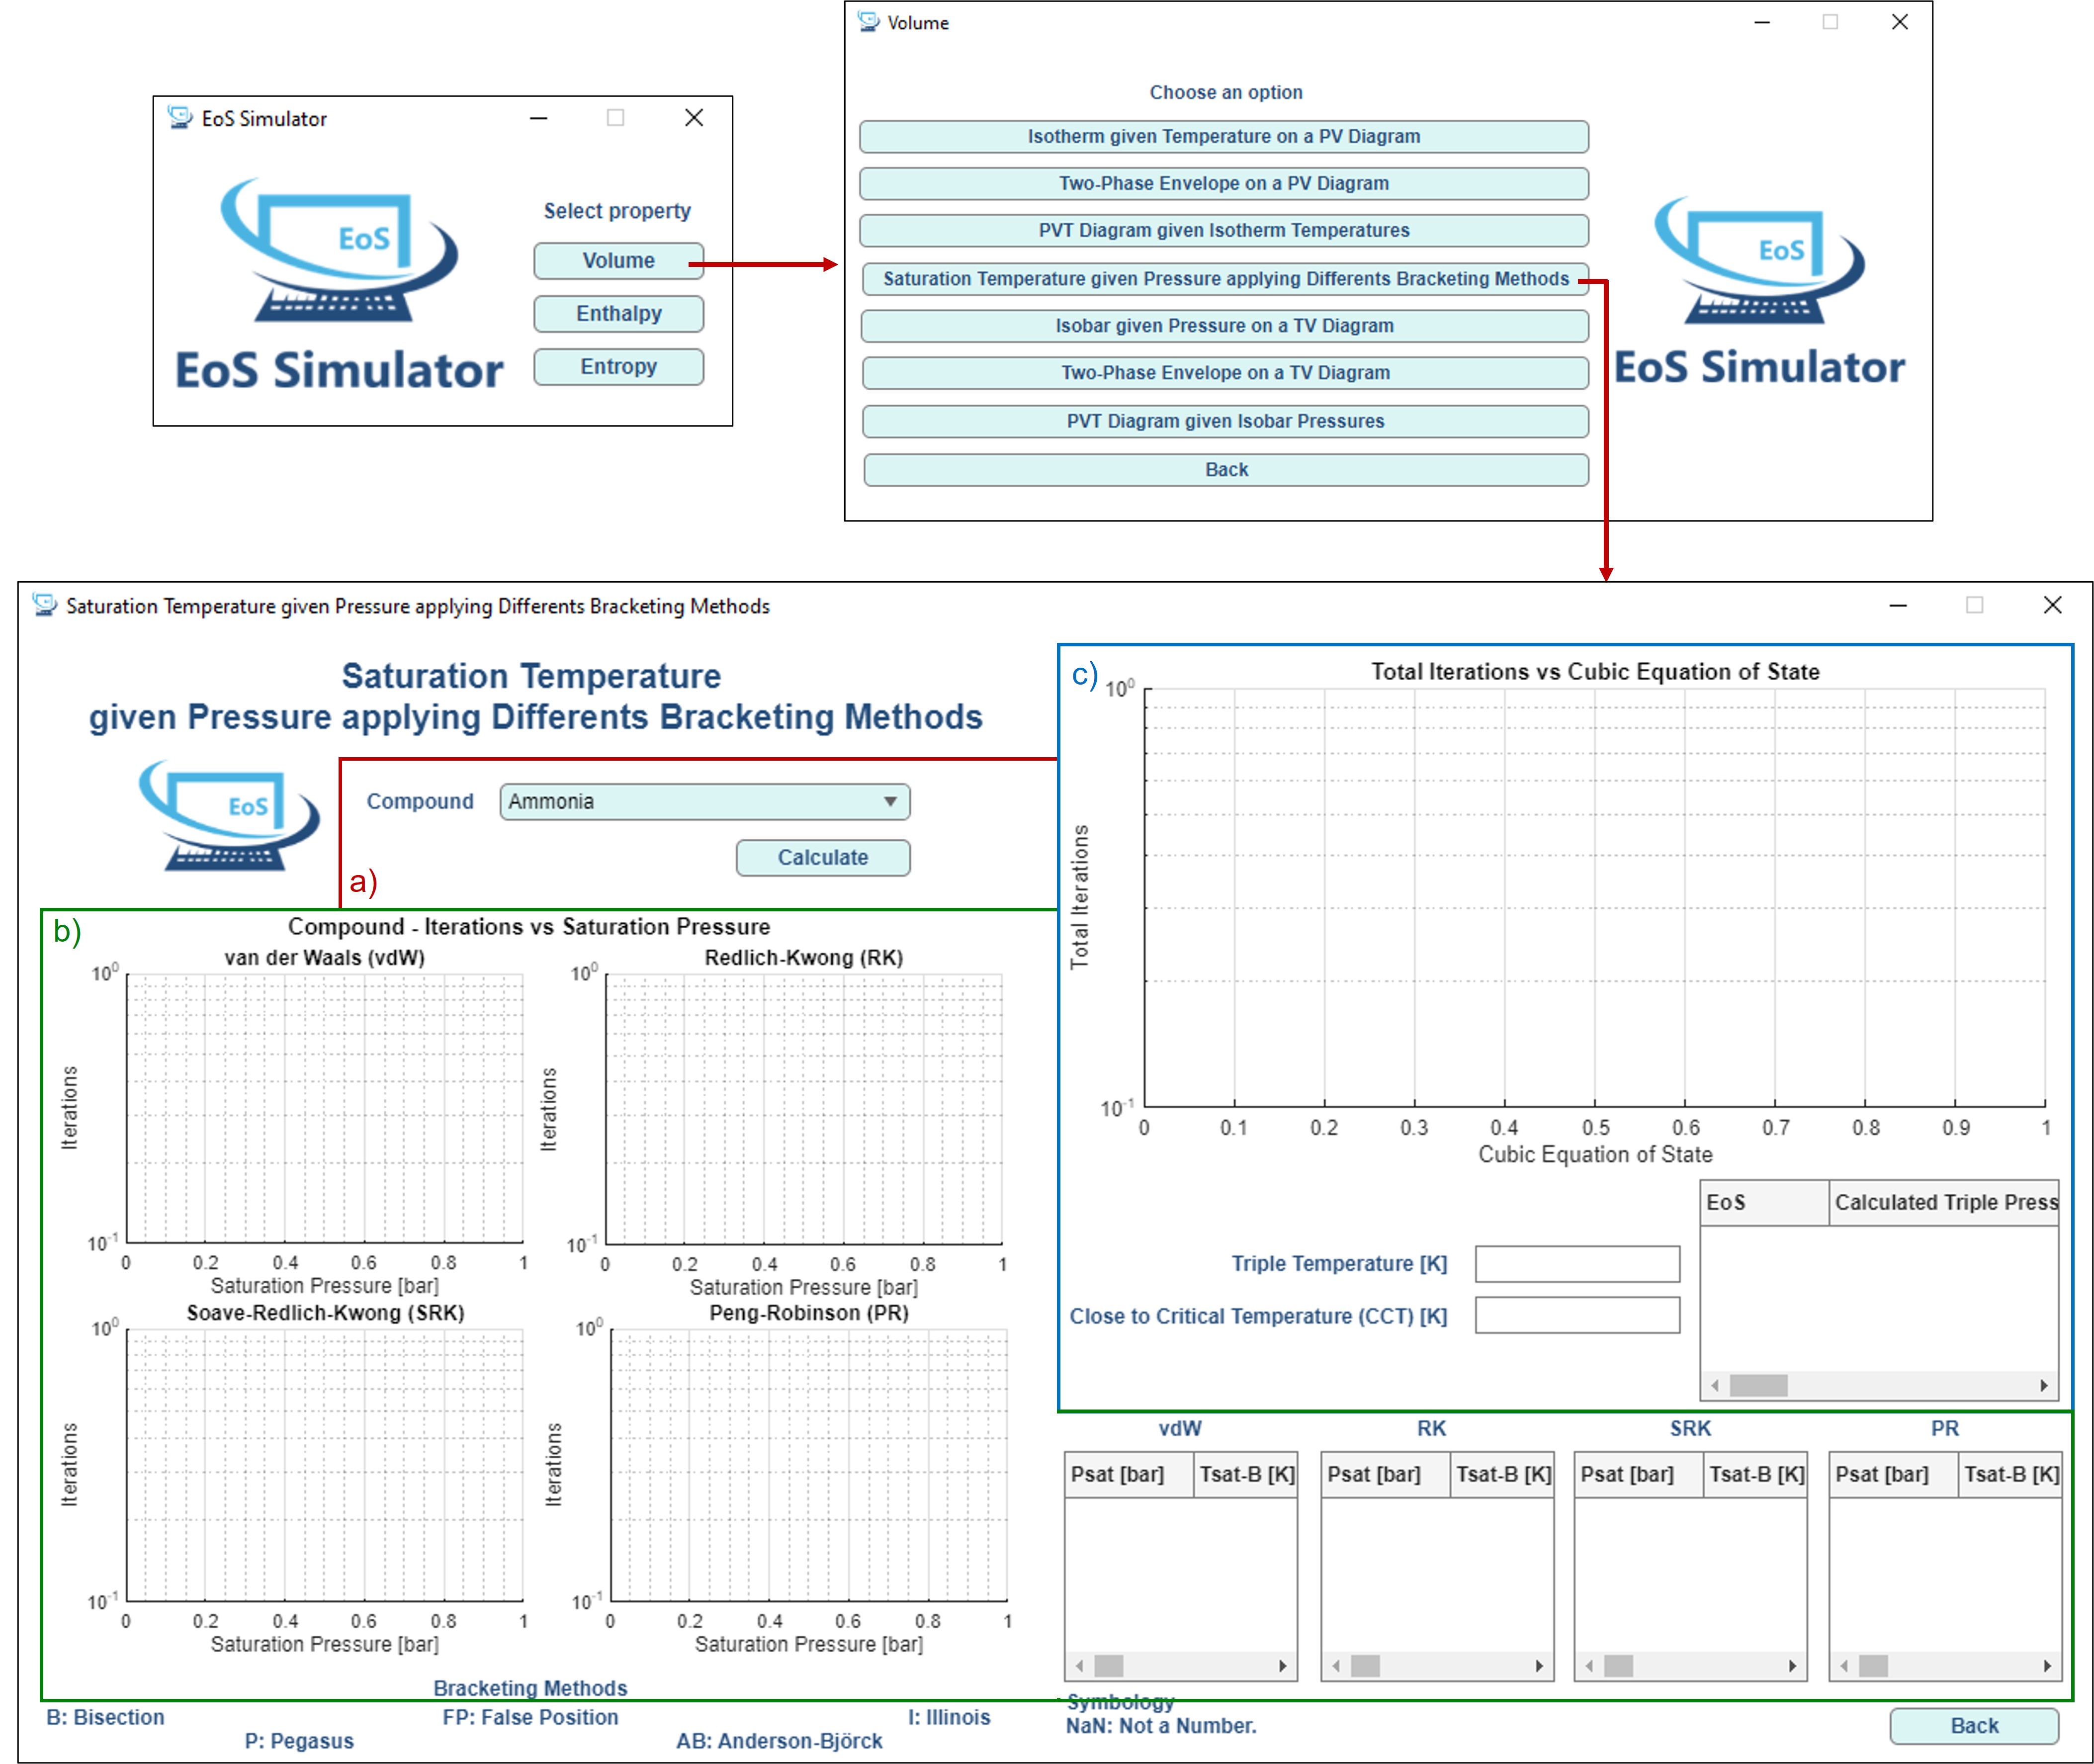 EoS Simulator
EoS
EoS Simulator
Select property
Volume
Enthalpy
Entropy
Volume
Choose an option
Isotherm given Temperature on a PV Diagram
Two-Phase Envelope on a PV Diagram
PVT Diagram given Isotherm Temperatures
Saturation Temperature given Pressure applying Differents Bracketing Methods
Isobar given Pressure on a TV Diagram
Two-Phase Envelope on a TV Diagram
PVT Diagram given Isobar Pressures
Back
EoS
EoS Simulator
Saturation Temperature given Pressure applying Differents Bracketing Methods
Saturation Temperature
given Pressure applying Differents Bracketing Methods
EoS
Compound
Ammonia
Calculate
a)
b)
Compound - Iterations vs Saturation Pressure
van der Waals (vdW)
10^0
10^-1
Iterations
0 0.2 0.4 0.6 0.8 1
Saturation Pressure [bar]
Redlich-Kwong (RK)
10^0
10^-1
Iterations
0 0.2 0.4 0.6 0.8 1
Saturation Pressure [bar]
Soave-Redlich-Kwong (SRK)
10^0
10^-1
Iterations
0 0.2 0.4 0.6 0.8 1
Saturation Pressure [bar]
Peng-Robinson (PR)
10^0
10^-1
Iterations
0 0.2 0.4 0.6 0.8 1
Saturation Pressure [bar]
c)
Total Iterations vs Cubic Equation of State
10^0
10^-1
Total Iterations
0 0.1 0.2 0.3 0.4 0.5 0.6 0.7 0.8 0.9 1
Cubic Equation of State
Triple Temperature [K]
Close to Critical Temperature (CCT) [K]
EoS Calculated Triple Press
vdW
Psat [bar] Tsat-B [K]
RK
Psat [bar] Tsat-B [K]
SRK
Psat [bar] Tsat-B [K]
PR
Psat [bar] Tsat-B [K]
Bracketing Methods
B: Bisection
FP: False Position
I: Illinois
P: Pegasus
AB: Anderson-Björck
Symbology
NaN: Not a Number.
Back